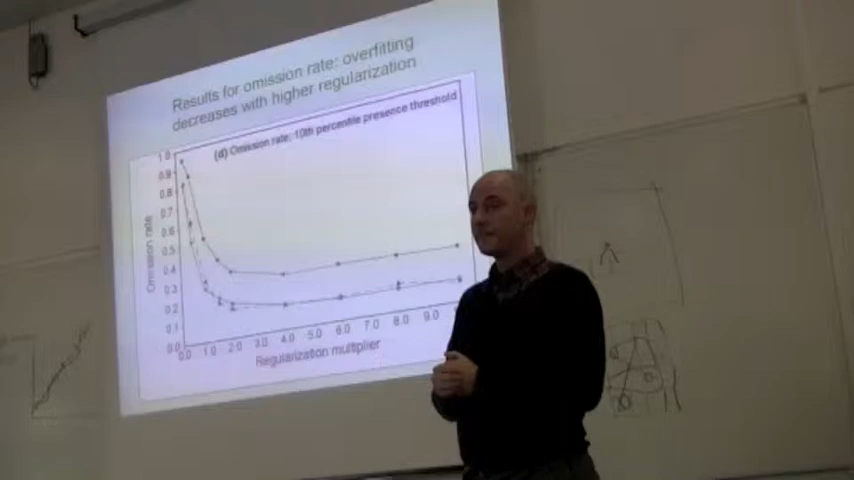 Results for omission rate: overfitting
decreases with higher regularization
(d) Omission rate: 10th percentile presence threshold
1.0
0.9
0.8
0.7
0.6
0.5
0.4
0.3
0.2
0.1
0.0
Omission rate
0.0 1.0 2.0 3.0 4.0 5.0 6.0 7.0 8.0 9.0
Regularization multiplier